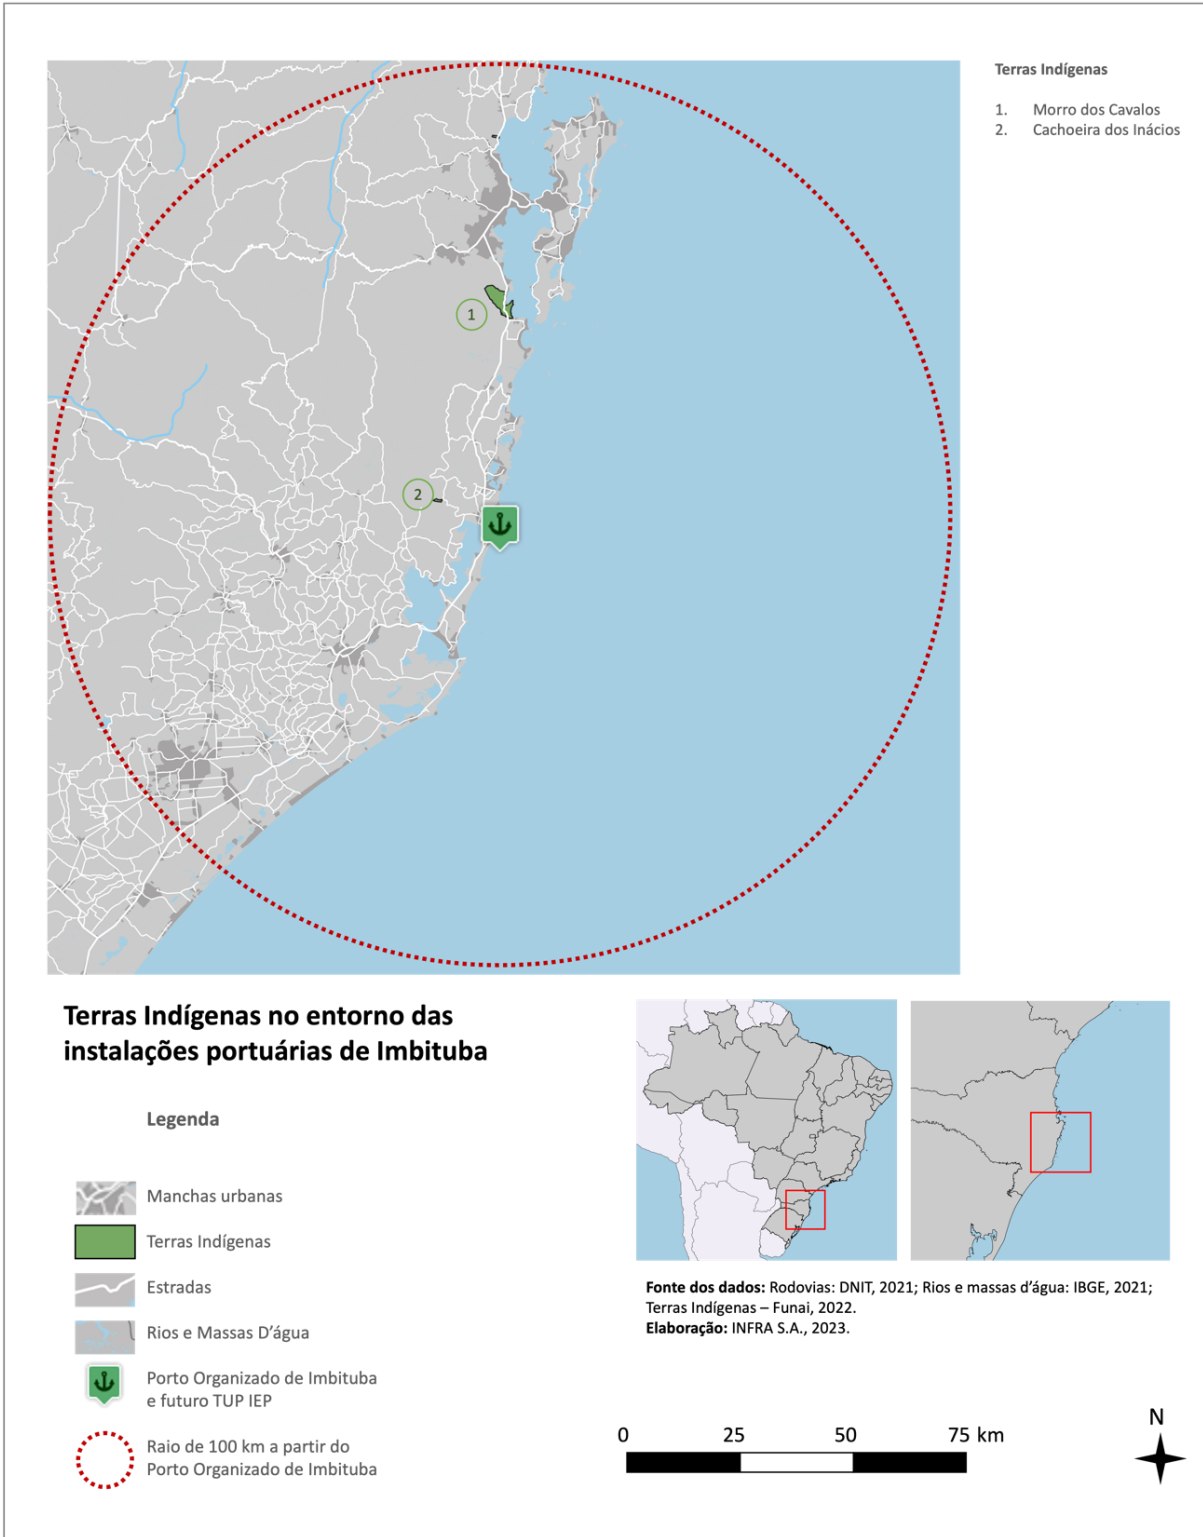 Terras Indígenas
1. Morro dos Cavalos
2. Cachoeira dos Inácios
1
2
Terras Indígenas no entorno das
instalações portuárias de Imbituba
Legenda
Manchas urbanas
Terras Indígenas
Estradas
Rios e Massas D’água
Porto Organizado de Imbituba
e futuro TUP IEP
Raio de 100 km a partir do
Porto Organizado de Imbituba
Fonte dos dados: Rodovias: DNIT, 2021; Rios e massas d’água: IBGE, 2021;
Terras Indígenas – Funai, 2022.
Elaboração: INFRA S.A., 2023.
0 25 50 75 km
N